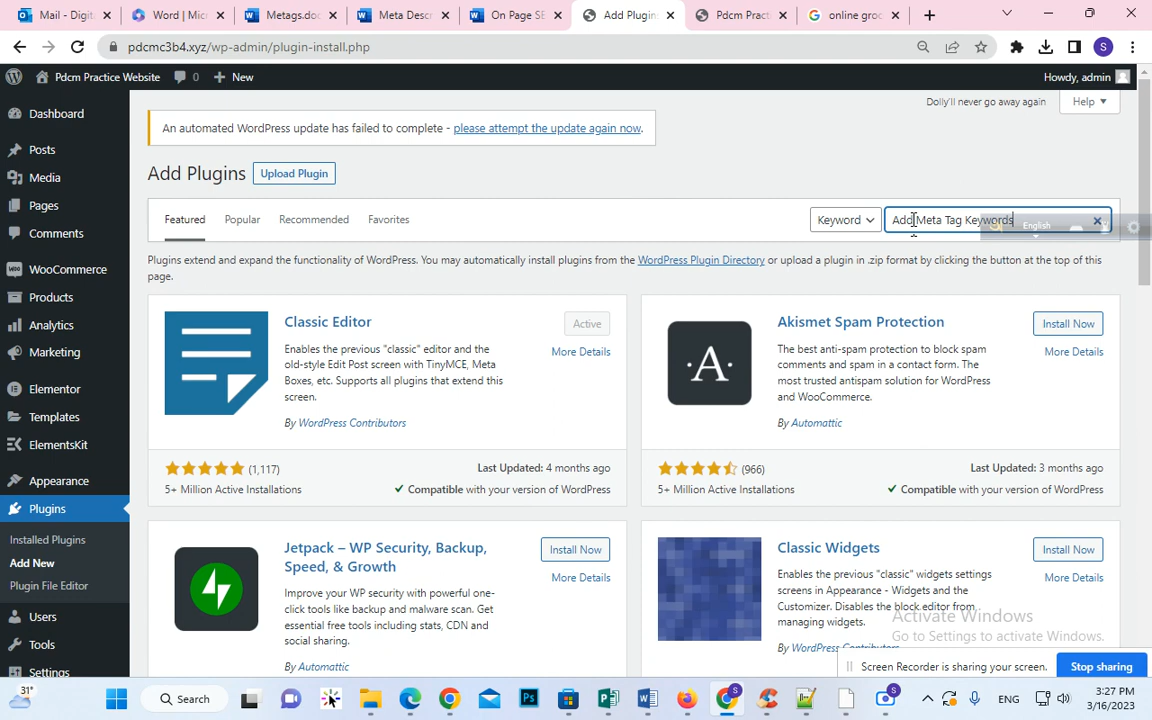 Mail - Digit
Word | Mic
Metags.do
Meta Desc
On Page SE
Add Plugin
Pdcm Pract
online groc
pdcmc3b4.xyz/wp-admin/plugin-install.php
S
Pdcm Practice Website
0
New
Howdy, admin
Dashboard
Posts
Media
Pages
Comments
WooCommerce
Products
Analytics
Marketing
Elementor
Templates
ElementsKit
Appearance
Plugins
Installed Plugins
Add New
Plugin File Editor
Users
Tools
Settings
Dolly'll never go away again
Help
An automated WordPress update has failed to complete - please attempt the update again now.
Add Plugins
Upload Plugin
Featured
Popular
Recommended
Favorites
Keyword
Add Meta Tag Keywords
English
Plugins extend and expand the functionality of WordPress. You may automatically install plugins from the WordPress Plugin Directory or upload a plugin in .zip format by clicking the button at the top of this
page.
Classic Editor
Active
More Details
Enables the previous "classic" editor and the
old-style Edit Post screen with TinyMCE, Meta
Boxes, etc. Supports all plugins that extend this
screen.
By WordPress Contributors
(1,117)
Last Updated: 4 months ago
5+ Million Active Installations
Compatible with your version of WordPress
Akismet Spam Protection
Install Now
More Details
The best anti-spam protection to block spam
comments and spam in a contact form. The
most trusted antispam solution for WordPress
and WooCommerce.
By Automattic
(966)
Last Updated: 3 months ago
5+ Million Active Installations
Compatible with your version of WordPress
Jetpack – WP Security, Backup,
Speed, & Growth
Install Now
More Details
Improve your WP security with powerful one-
click tools like backup and malware scan. Get
essential free tools including stats, CDN and
social sharing.
By Automattic
Classic Widgets
Install Now
More Details
Enables the previous "classic" widgets settings
screens in Appearance - Widgets and the
Customizer. Disables the block editor from
managing widgets.
By WordPress Contributors
Activate Windows
Go to Settings to activate Windows.
Screen Recorder is sharing your screen.
Stop sharing
31°
Search
ENG
3:27 PM
3/16/2023